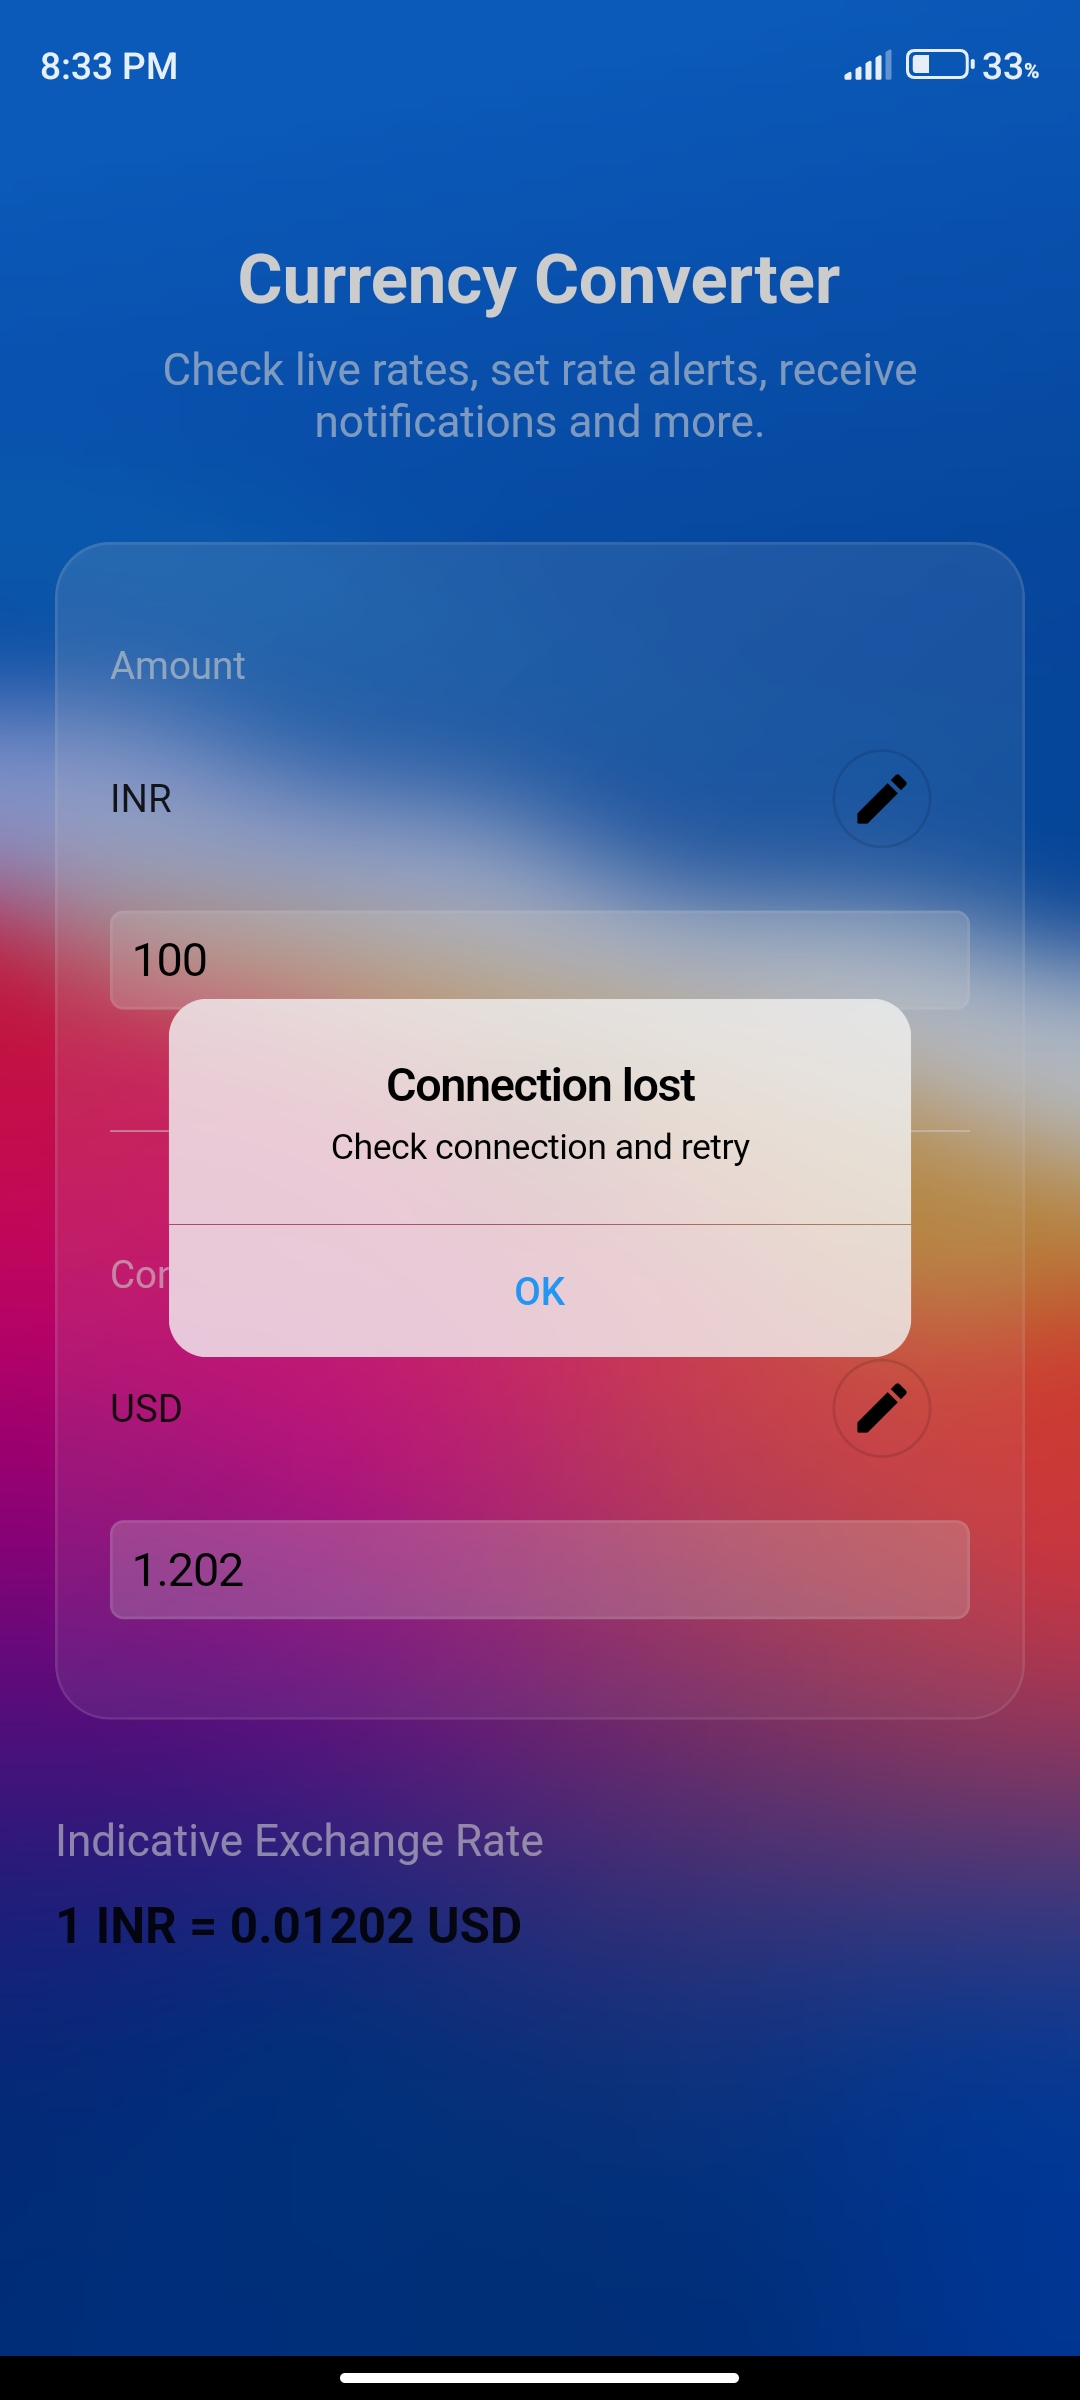 8:33 PM
33%
Currency Converter
Check live rates, set rate alerts, receive
notifications and more.
Amount
INR
100
Connection lost
Check connection and retry
OK
USD
1.202
Indicative Exchange Rate
1 INR = 0.01202 USD